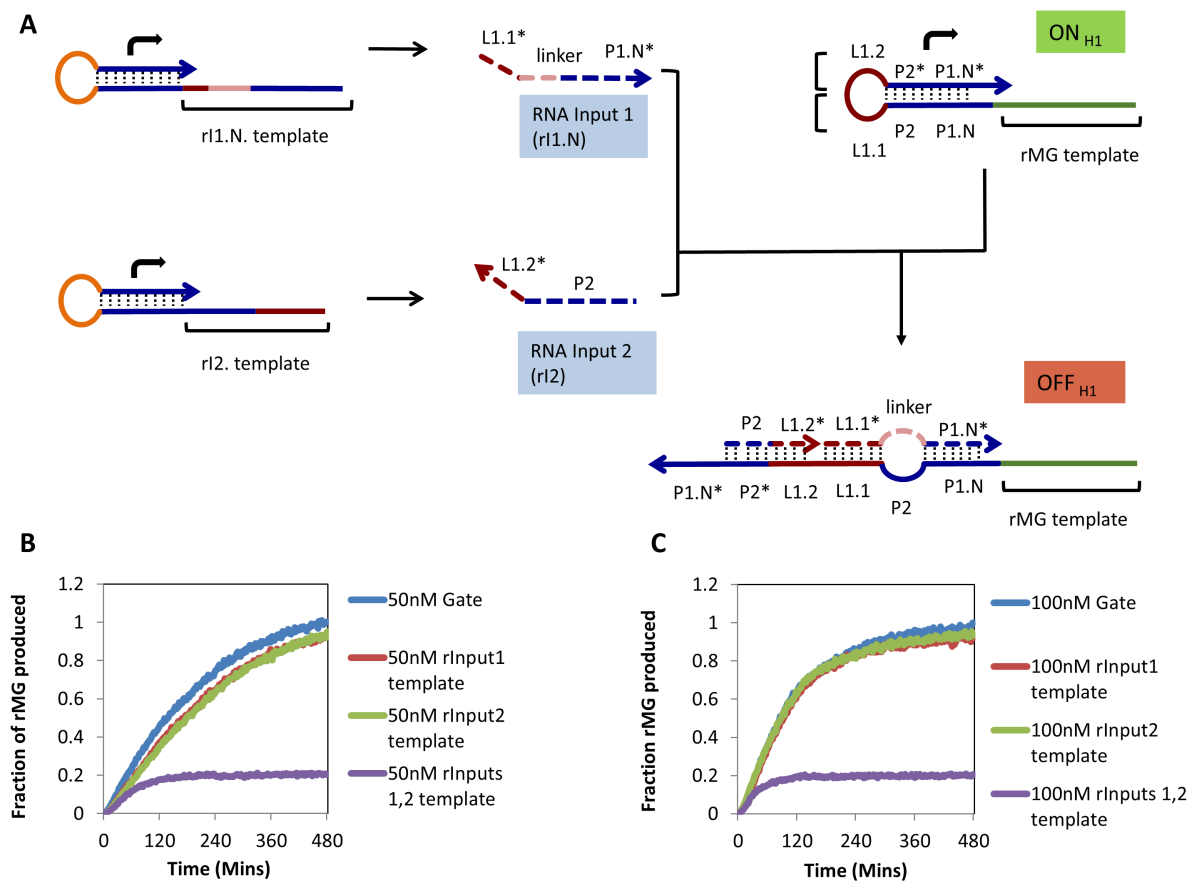 A
rI1.N. template
L1.1*
linker
P1.N*
RNA Input 1
(rI1.N)
L1.2
P2*
P1.N*
ON H1
L1.1
P2
P1.N
rMG template
rI2. template
L1.2*
P2
RNA Input 2
(rI2)
OFF H1
linker
P2
L1.2*
L1.1*
P1.N*
P1.N*
P2*
L1.2
L1.1
P2
P1.N
rMG template
B
Fraction of rMG produced
1.2
1
0.8
0.6
0.4
0.2
0
0
120
240
360
480
Time (Mins)
50nM Gate
50nM rInput1
template
50nM rInput2
template
50nM rInputs
1,2 template
C
Fraction rMG produced
1.2
1
0.8
0.6
0.4
0.2
0
0
120
240
360
480
Time (Mins)
100nM Gate
100nM rInput1
template
100nM rInput2
template
100nM rInputs 1,2
template